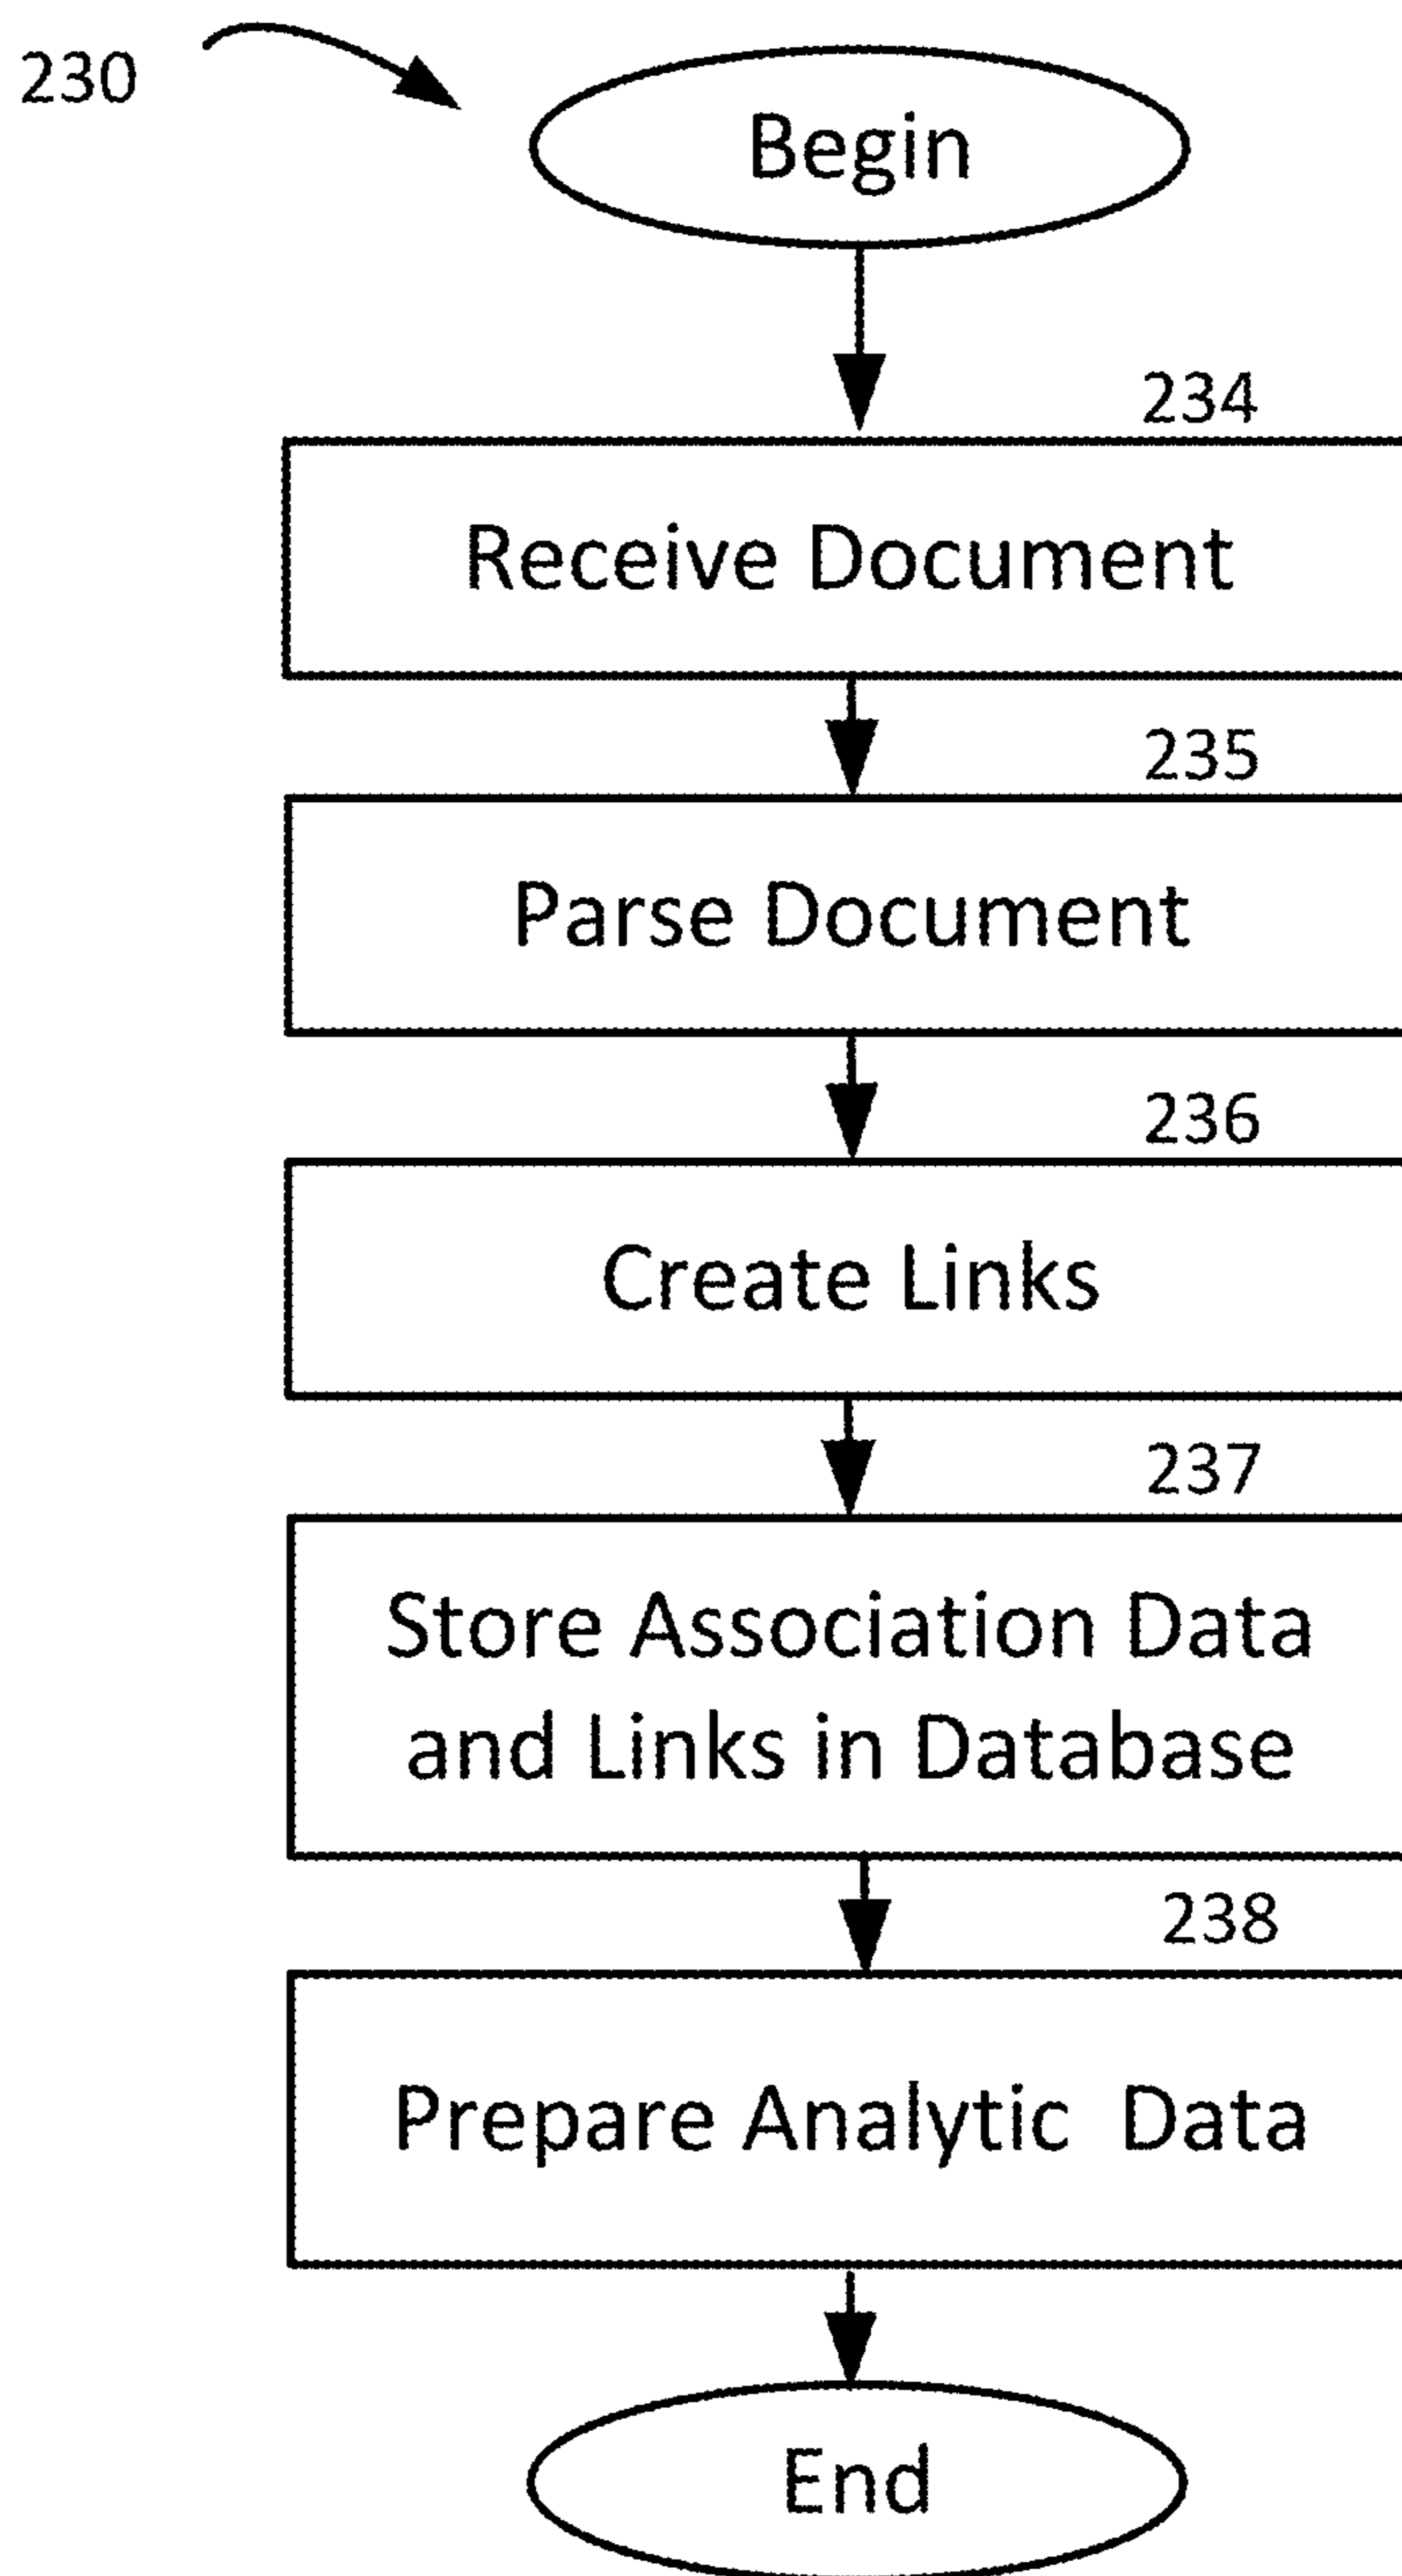 230
Begin
234
Receive Document
235
Parse Document
236
Create Links
237
Store Association Data
and Links in Database
238
Prepare Analytic Data
End